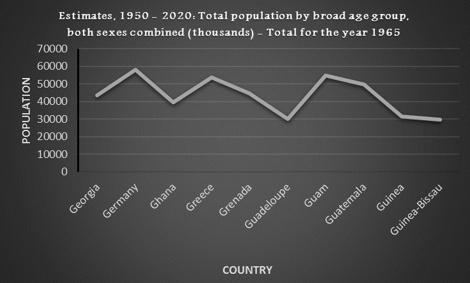 Estimates, 1950 – 2020: Total population by broad age group,
both sexes combined (thousands) – Total for the year 1965
POPULATION
70000
60000
50000
40000
30000
20000
10000
0
Georgia
Germany
Ghana
Greece
Grenada
Guadeloupe
Guam
Guatemala
Guinea
Guinea-Bissau
COUNTRY